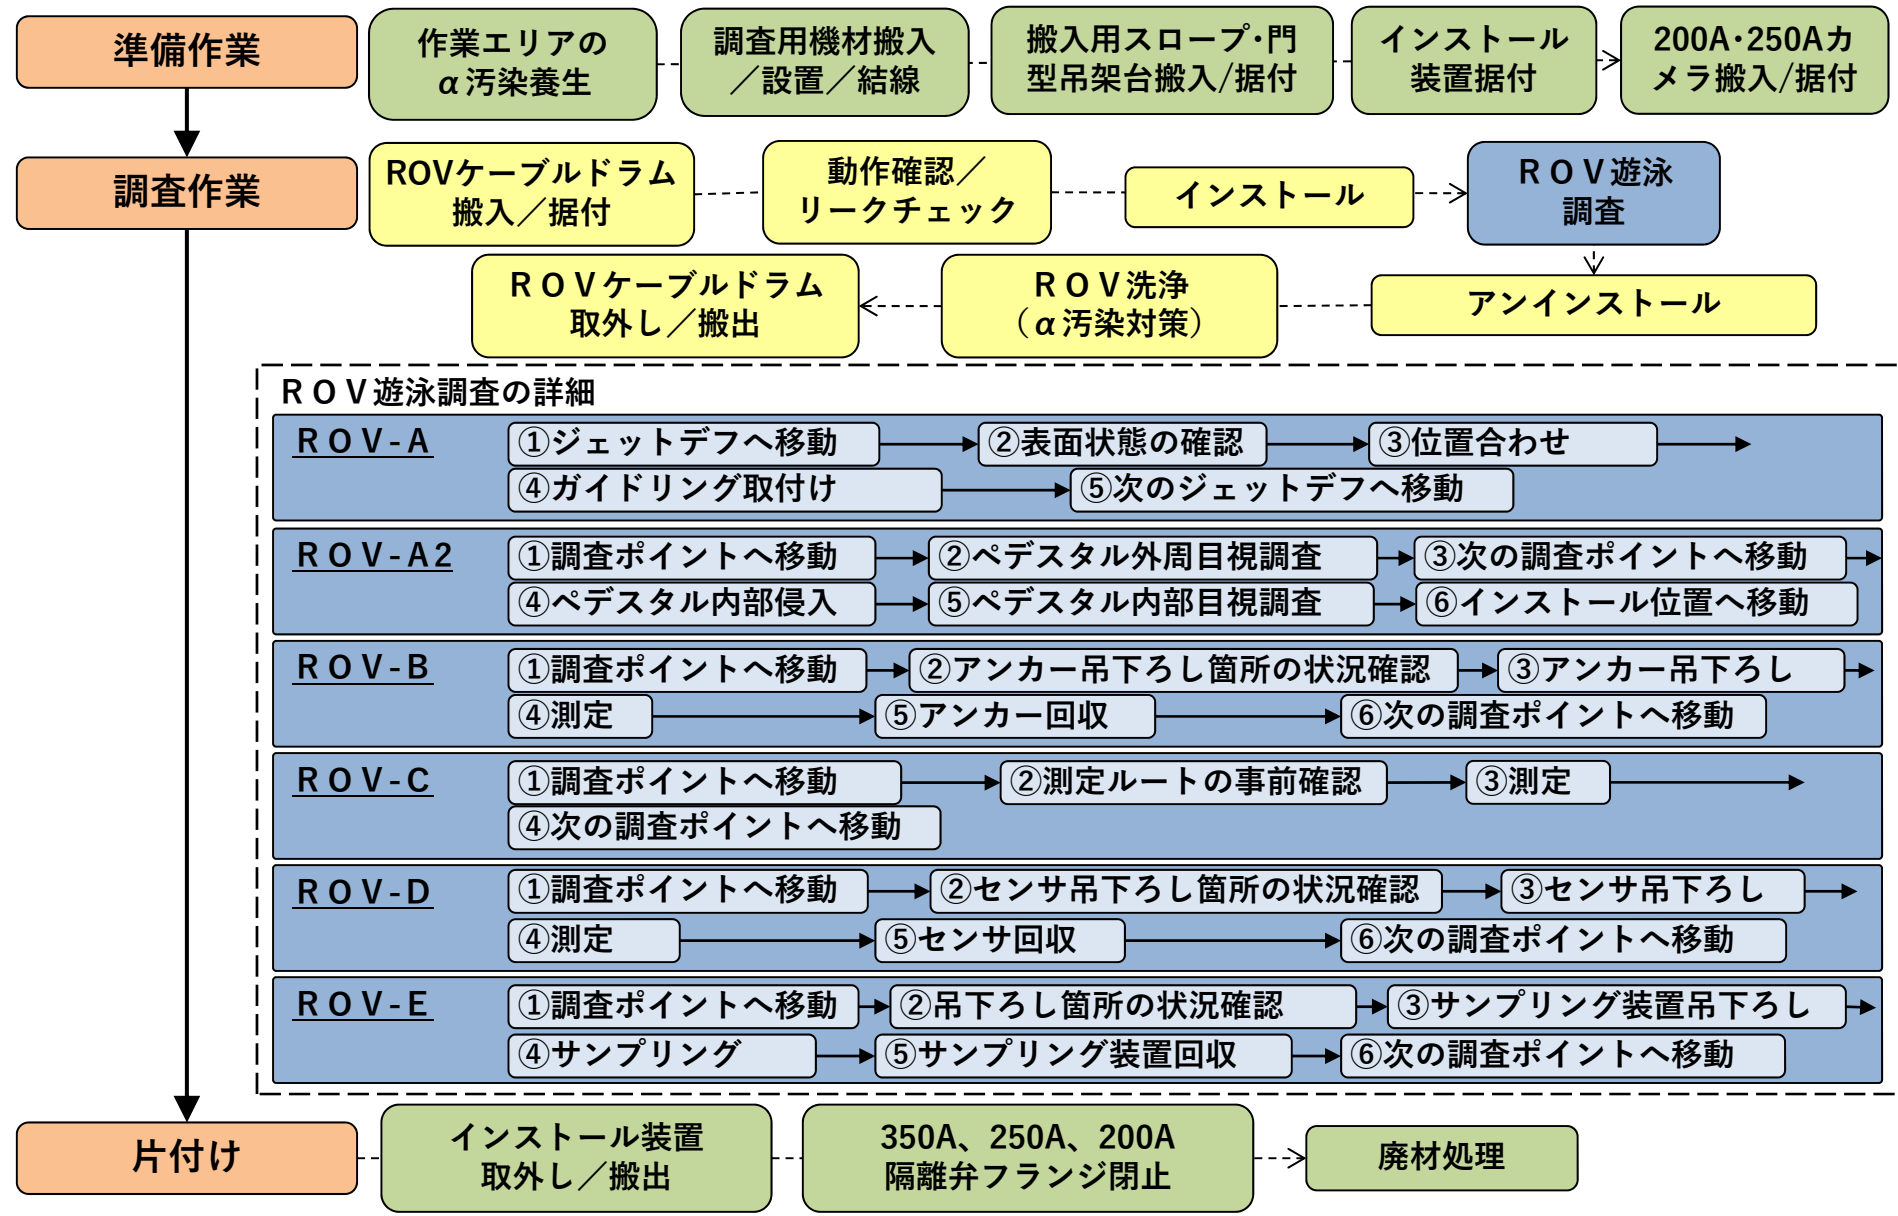 準備作業
作業エリアの
α汚染養生
調査用機材搬入
／設置／結線
搬入用スロープ･門
型吊架台搬入/据付
インストール
装置据付
200A･250Aカ
メラ搬入/据付
調査作業
ROVケーブルドラム
搬入／据付
動作確認／
リークチェック
インストール
ＲＯＶ遊泳
調査
ＲＯＶケーブルドラム
取外し／搬出
ＲＯＶ洗浄
（α汚染対策）
アンインストール
ＲＯＶ遊泳調査の詳細
ＲＯＶ-Ａ
①ジェットデフへ移動
②表面状態の確認
③位置合わせ
④ガイドリング取付け
⑤次のジェットデフへ移動
ＲＯＶ-Ａ2
①調査ポイントへ移動
②ペデスタル外周目視調査
③次の調査ポイントへ移動
④ペデスタル内部侵入
⑤ペデスタル内部目視調査
⑥インストール位置へ移動
ＲＯＶ-Ｂ
①調査ポイントへ移動
②アンカー吊下ろし箇所の状況確認
③アンカー吊下ろし
④測定
⑤アンカー回収
⑥次の調査ポイントへ移動
ＲＯＶ-Ｃ
①調査ポイントへ移動
②測定ルートの事前確認
③測定
④次の調査ポイントへ移動
ＲＯＶ-Ｄ
①調査ポイントへ移動
②センサ吊下ろし箇所の状況確認
③センサ吊下ろし
④測定
⑤センサ回収
⑥次の調査ポイントへ移動
ＲＯＶ-Ｅ
①調査ポイントへ移動
②吊下ろし箇所の状況確認
③サンプリング装置吊下ろし
④サンプリング
⑤サンプリング装置回収
⑥次の調査ポイントへ移動
片付け
インストール装置
取外し／搬出
350A、250A、200A
隔離弁フランジ閉止
廃材処理